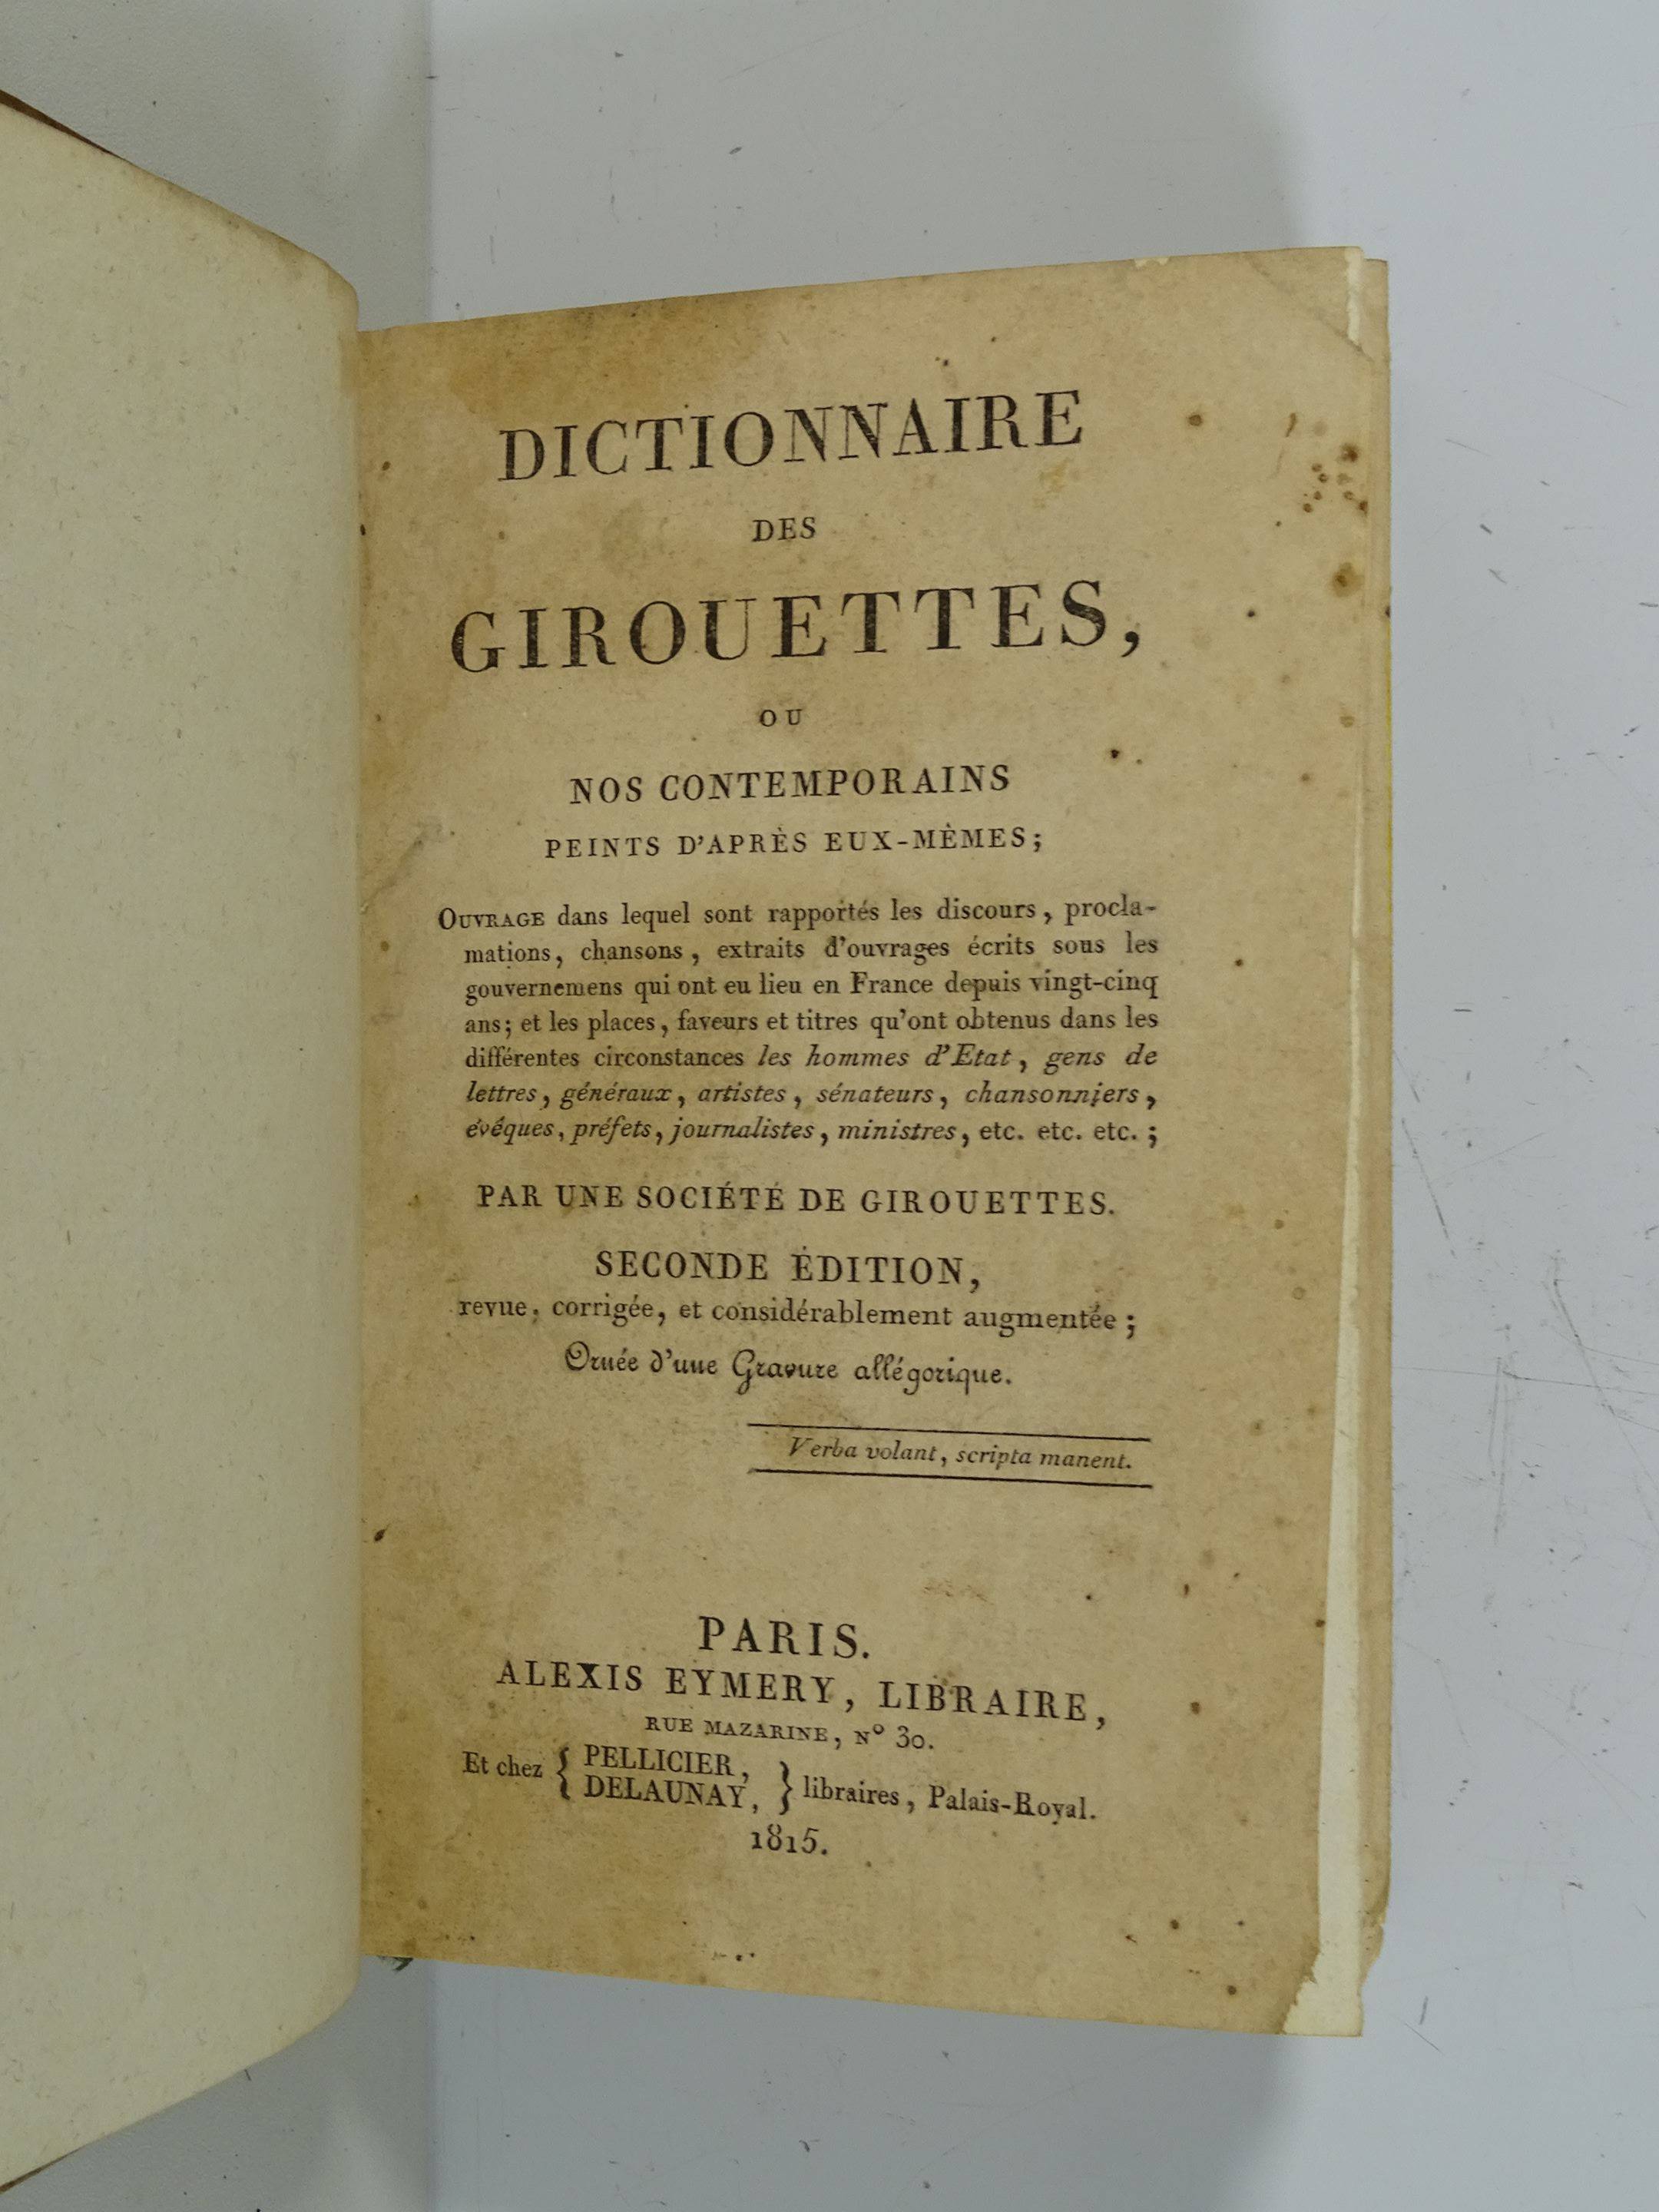 DICTIONNAIRE
DES
GIROUETTES,
OU
NOS CONTEMPORAINS
PEINTS D'APRÈS EUX-MÈMES;
OUVRAGE dans lequel sont rapportés les discours, procla-
mations, chansons, extraits d'ouvrages écrits sous les
gouvernemens qui ont eu lieu en France depuis vingt-cinq
ans; et les places, faveurs et titres qu'ont obtenus dans les
différentes circonstances les hommes d'Etat, gens de
lettres, généraux, artistes, sénateurs, chansonniers,
évêques, préfets, journalistes, ministres, etc. etc. etc.;
PAR UNE SOCIÉTÉ DE GIROUETTES.
SECONDE ÉDITION,
revue, corrigée, et considérablement augmentée;
Ornée d'une Gravure allégorique.
Verba volant, scripta manent.
PARIS.
ALEXIS EYMERY, LIBRAIRE,
RUE MAZARINE, Nº 30.
Et chez { PELLICIER, DELAUNAY, } libraires, Palais-Royal.
1815.